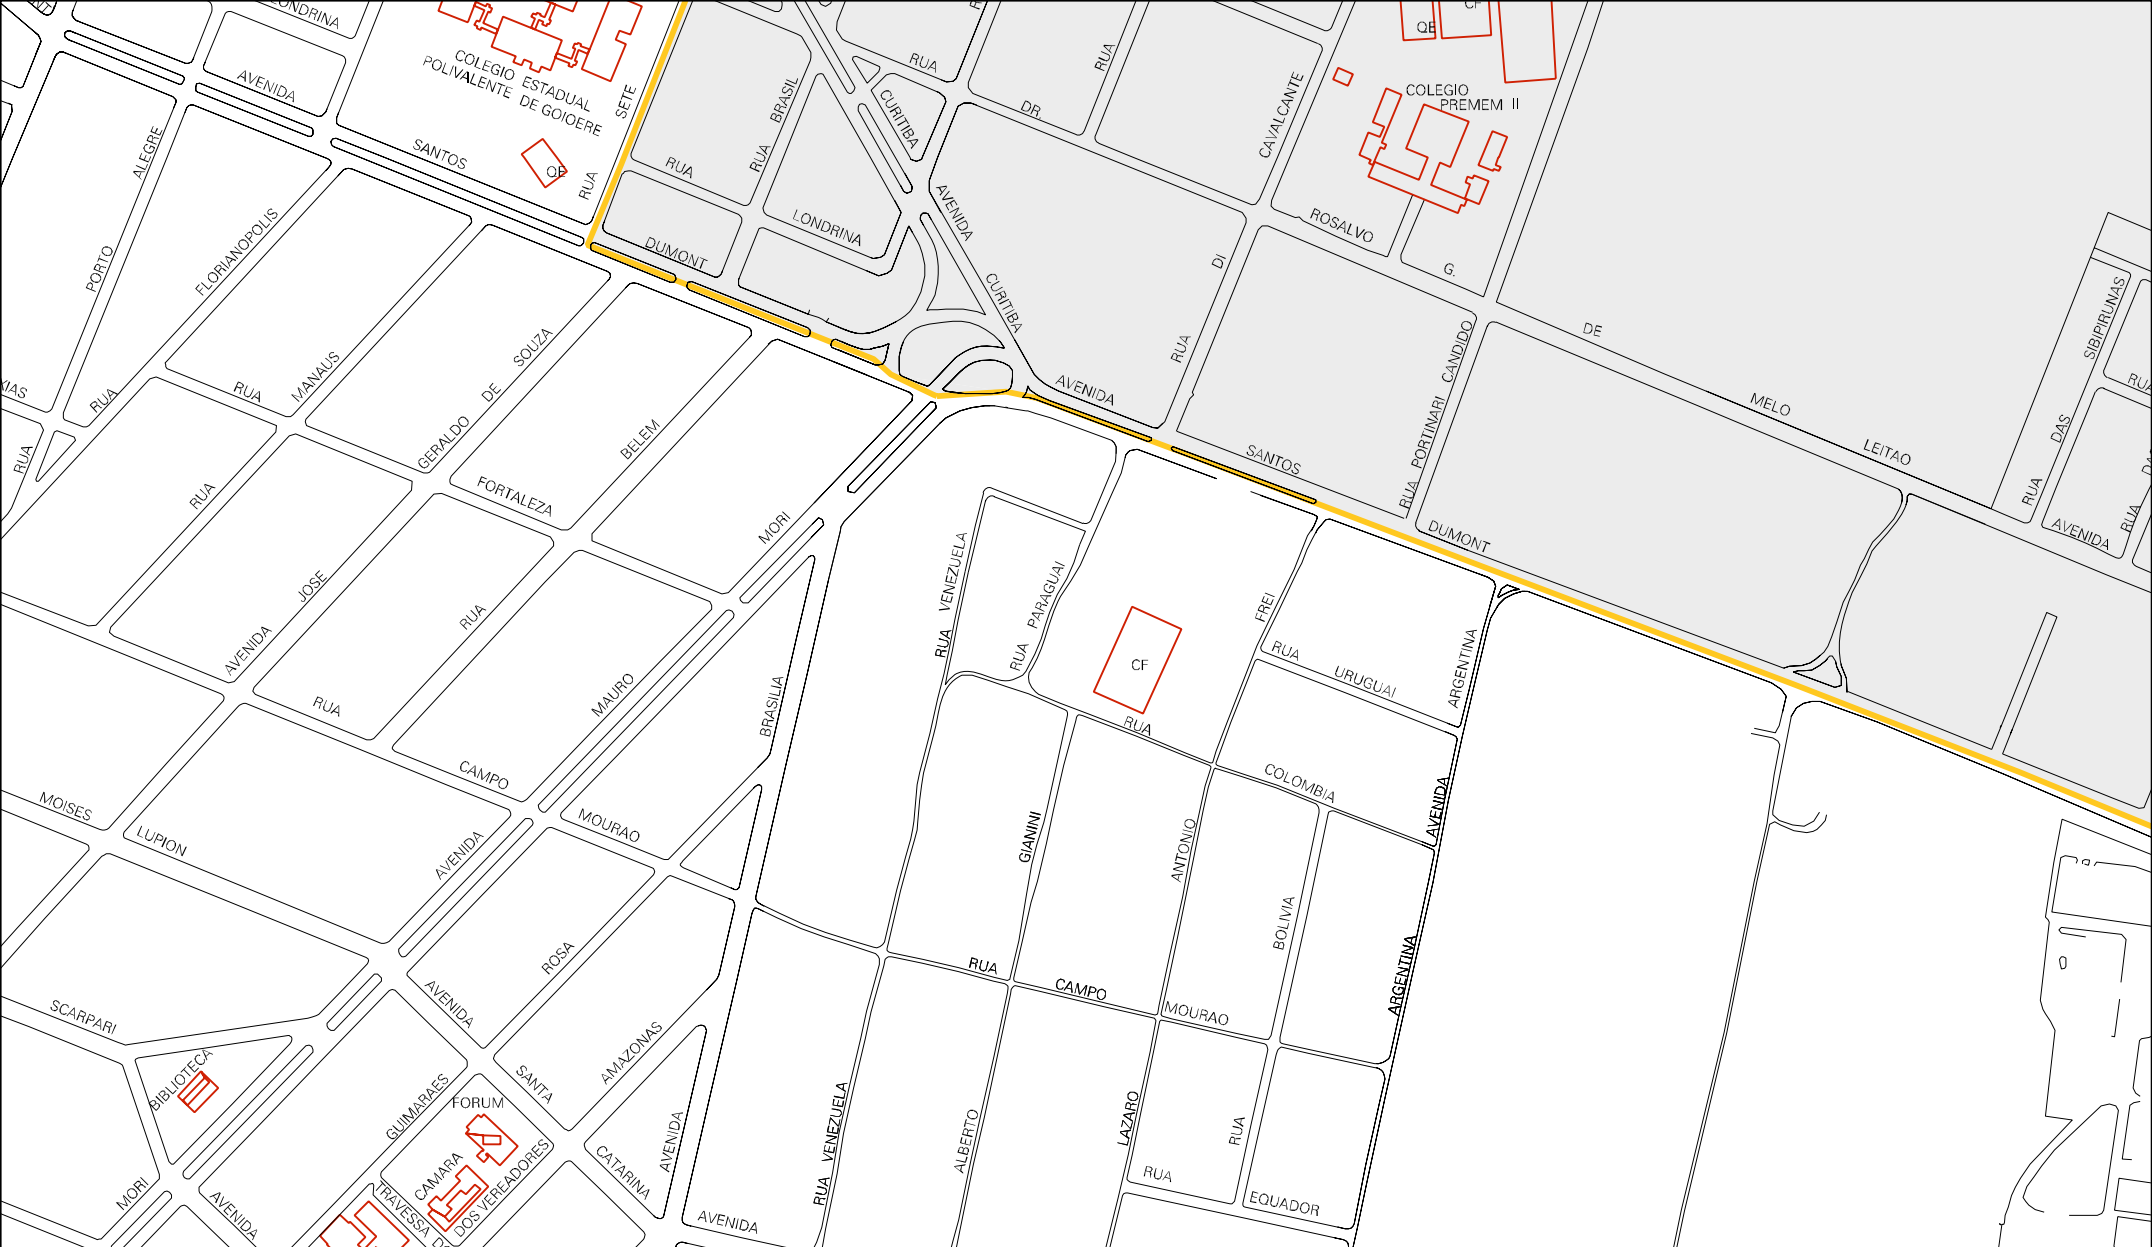 LONDRINA
COLEGIO ESTADUAL
POLIVALENTE DE GOIOERE
AVENIDA
SANTOS
DUMONT
OE
RUA
SETE
RUA
BRASIL
RUA
LONDRINA
RUA
CURITIBA
AVENIDA
CURITIBA
RUA
DR.
DI
CAVALCANTE
RUA
OE
CF
COLEGIO
PREMEM II
ROSALVO
G.
DE
MELO
LEITAO
AVENIDA
SIBIPIRUNAS
DAS
RUA
RUA
RUA
AVENIDA
SANTOS
DUMONT
RUA PORTINARI CANDIDO
PORTO
ALEGRE
RUA
FLORIANOPOLIS
RUA
MANAUS
RUA
RUA
FORTALEZA
GERALDO DE SOUZA
JOSE
AVENIDA
BELEM
RUA
MORI
MAURO
AVENIDA
RUA
CAMPO
MOURAO
MOISES
LUPION
SCARPARI
BRASILIA
AVENIDA
RUA VENEZUELA
RUA PARAGUAI
CF
FREI
RUA
URUGUAI
ARGENTINA
AVENIDA
ARGENTINA
RUA
COLOMBIA
GIANINI
ANTONIO
BOLIVIA
RUA
CAMPO
MOURAO
ROSA
AVENIDA
SANTA
CATARINA
AMAZONAS
BIBLIOTECA
GUIMARAES
FORUM
CAMARA
DOS VEREADORES
TRAVESSA
MORI
AVENIDA
AVENIDA
RUA VENEZUELA
ALBERTO
LAZARO
RUA
RUA
EQUADOR